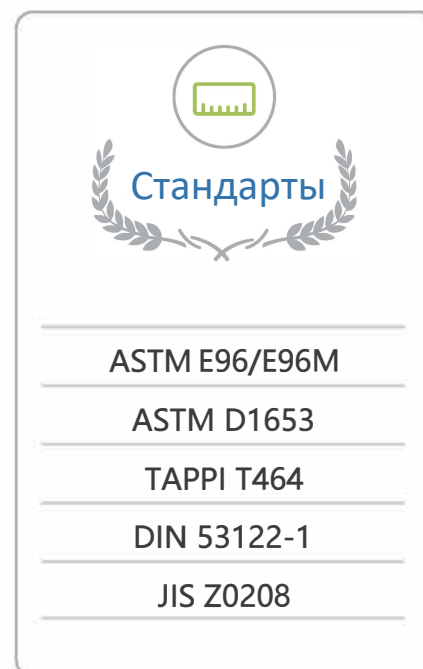 Стандарты
ASTM E96/E96M
ASTM D1653
TAPPI T464
DIN 53122-1
JIS Z0208